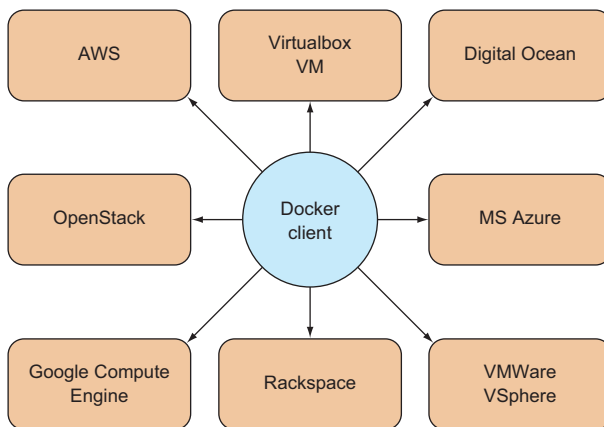 AWS
Virtualbox
VM
Digital Ocean
OpenStack
Docker
client
MS Azure
Google Compute
Engine
Rackspace
VMWare
VSphere